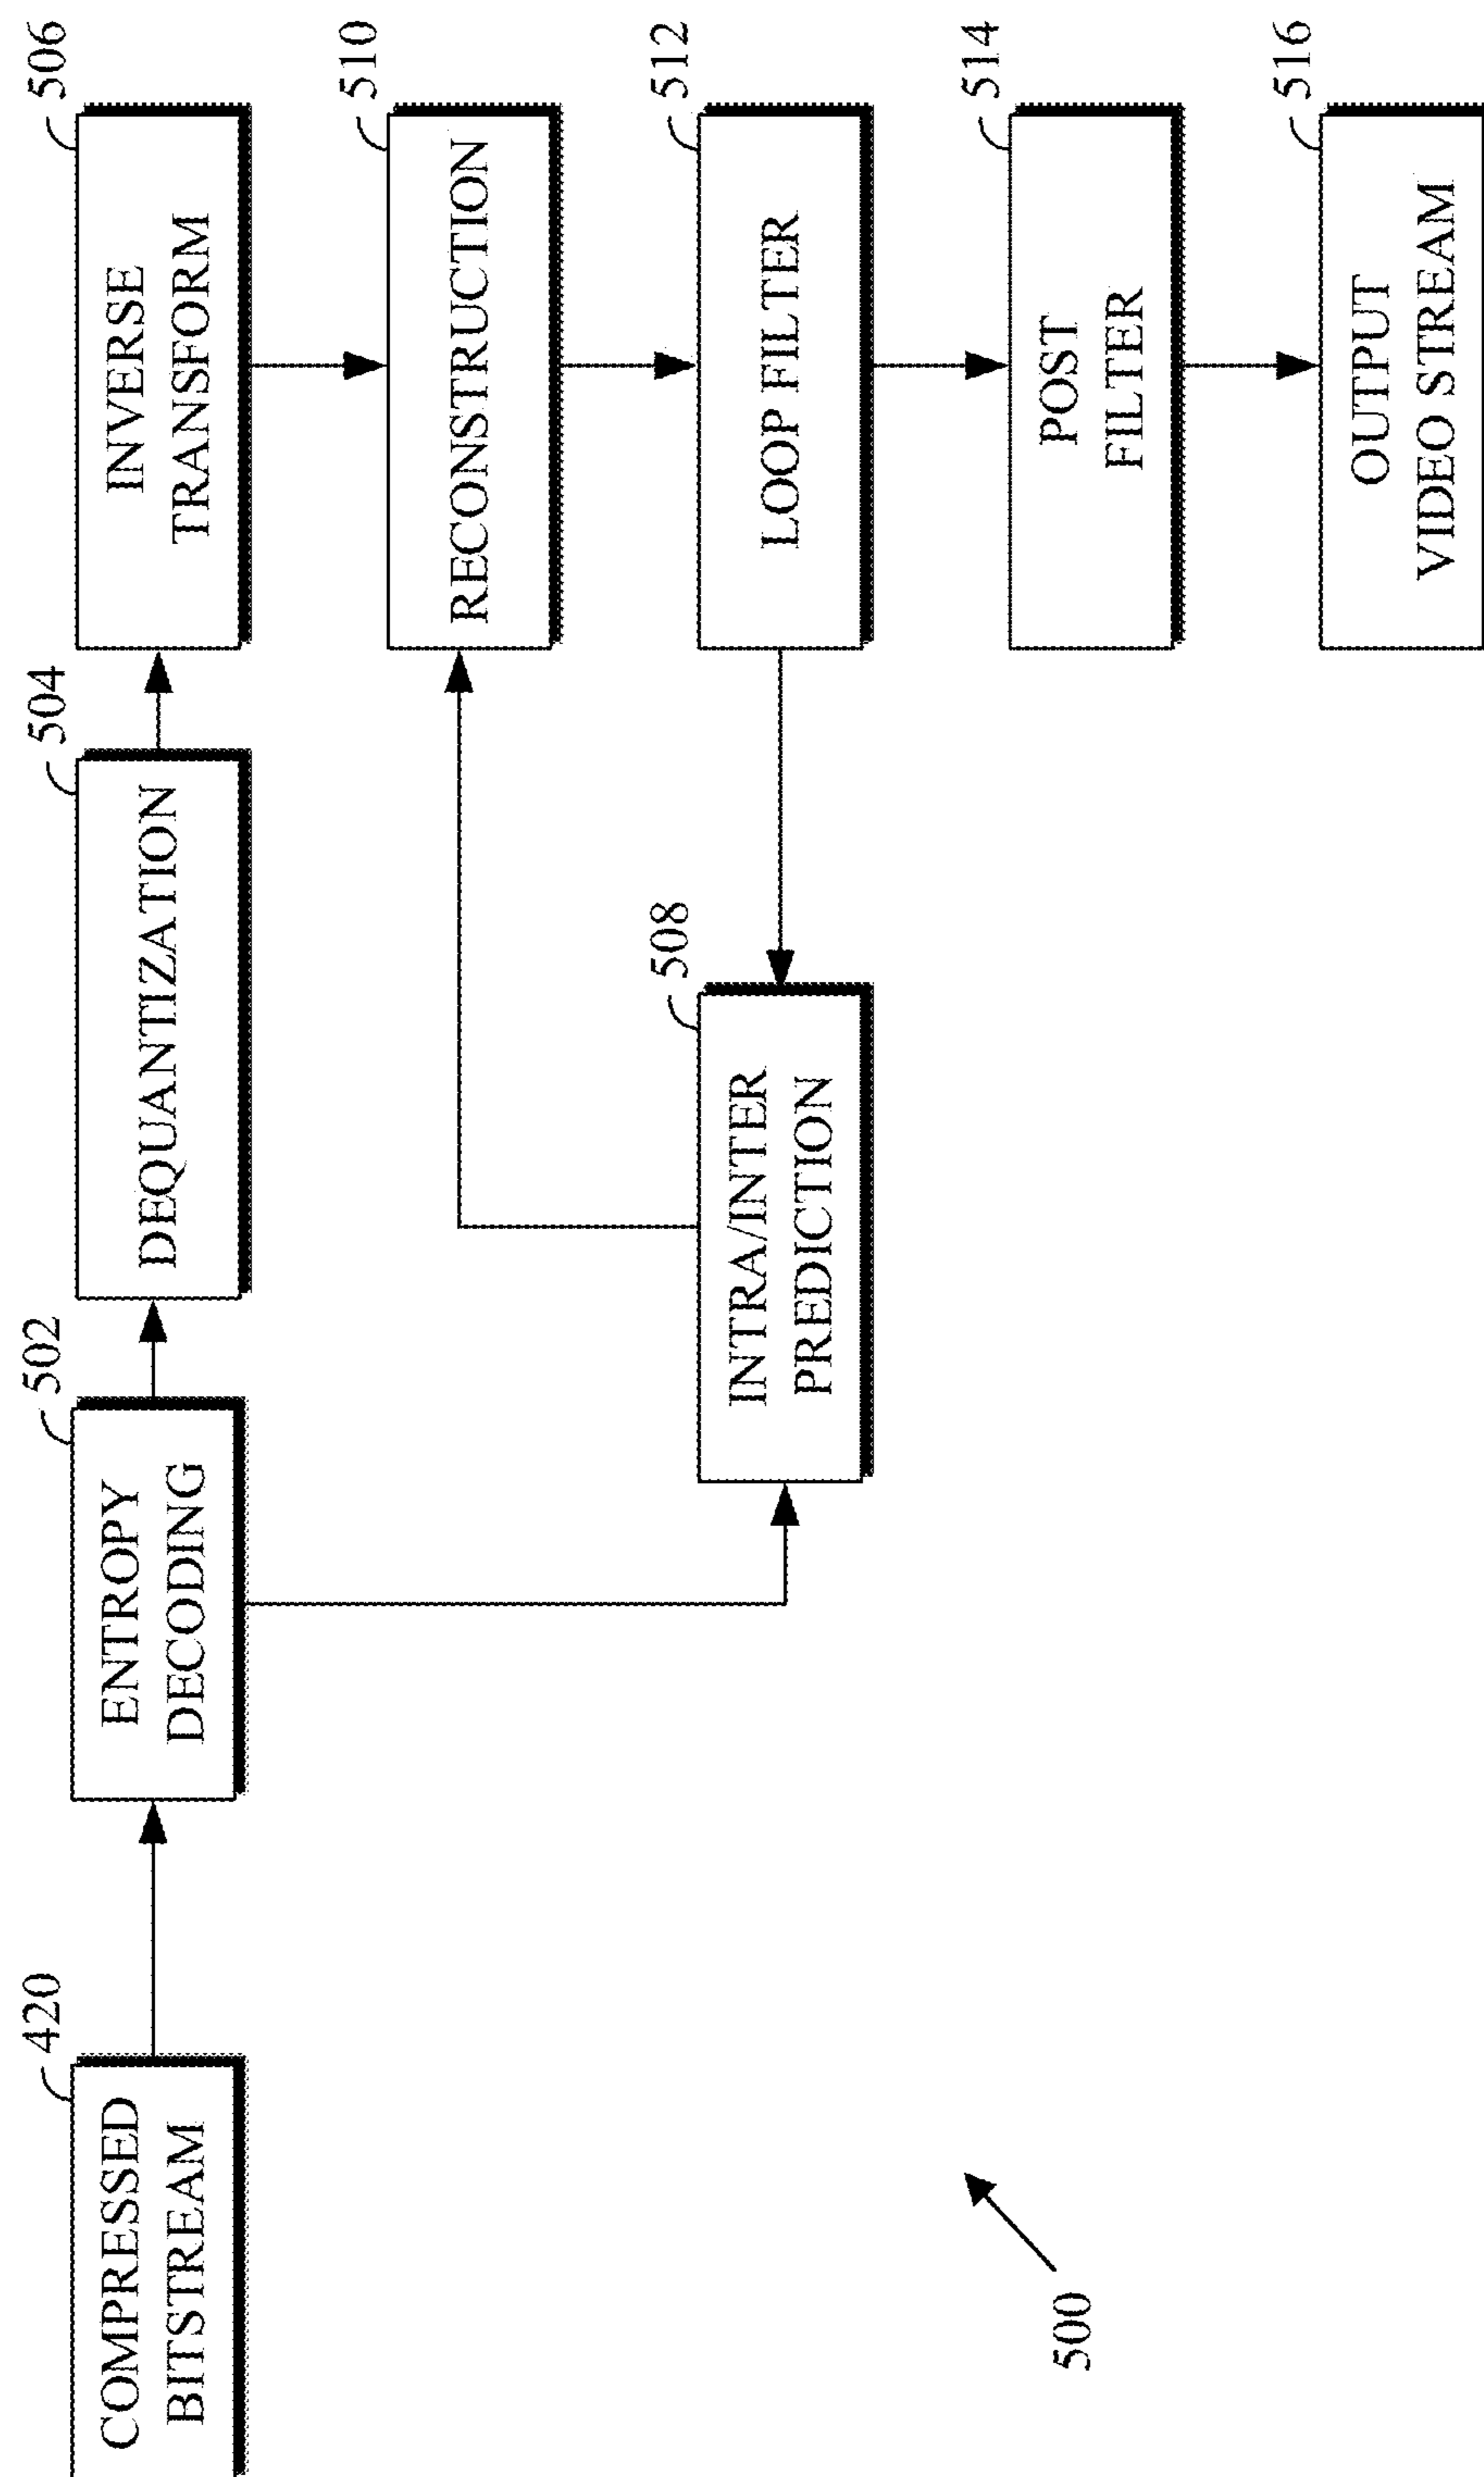 420
COMPRESSED
BITSTREAM
502
ENTROPY
DECODING
504
DEQUANTIZATION
506
INVERSE
TRANSFORM
510
RECONSTRUCTION
508
INTRA/INTER
PREDICTION
512
LOOP FILTER
514
POST
FILTER
516
OUTPUT
VIDEO STREAM
500